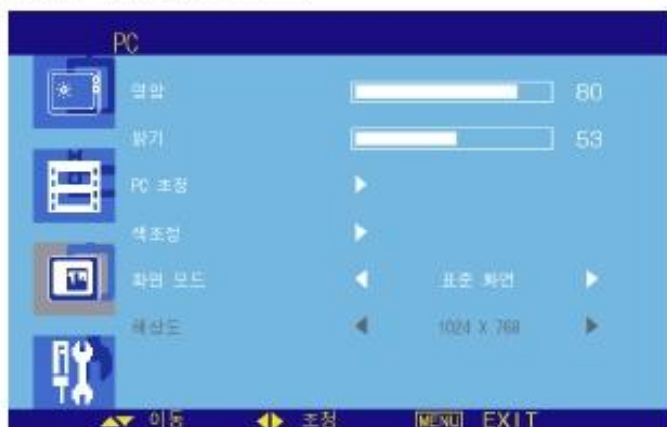 PC
명암 80
밝기 53
PC 조정
색조정
화면 모드 표준 화면
해상도 1024 X 768
이동 조정 MENU EXIT